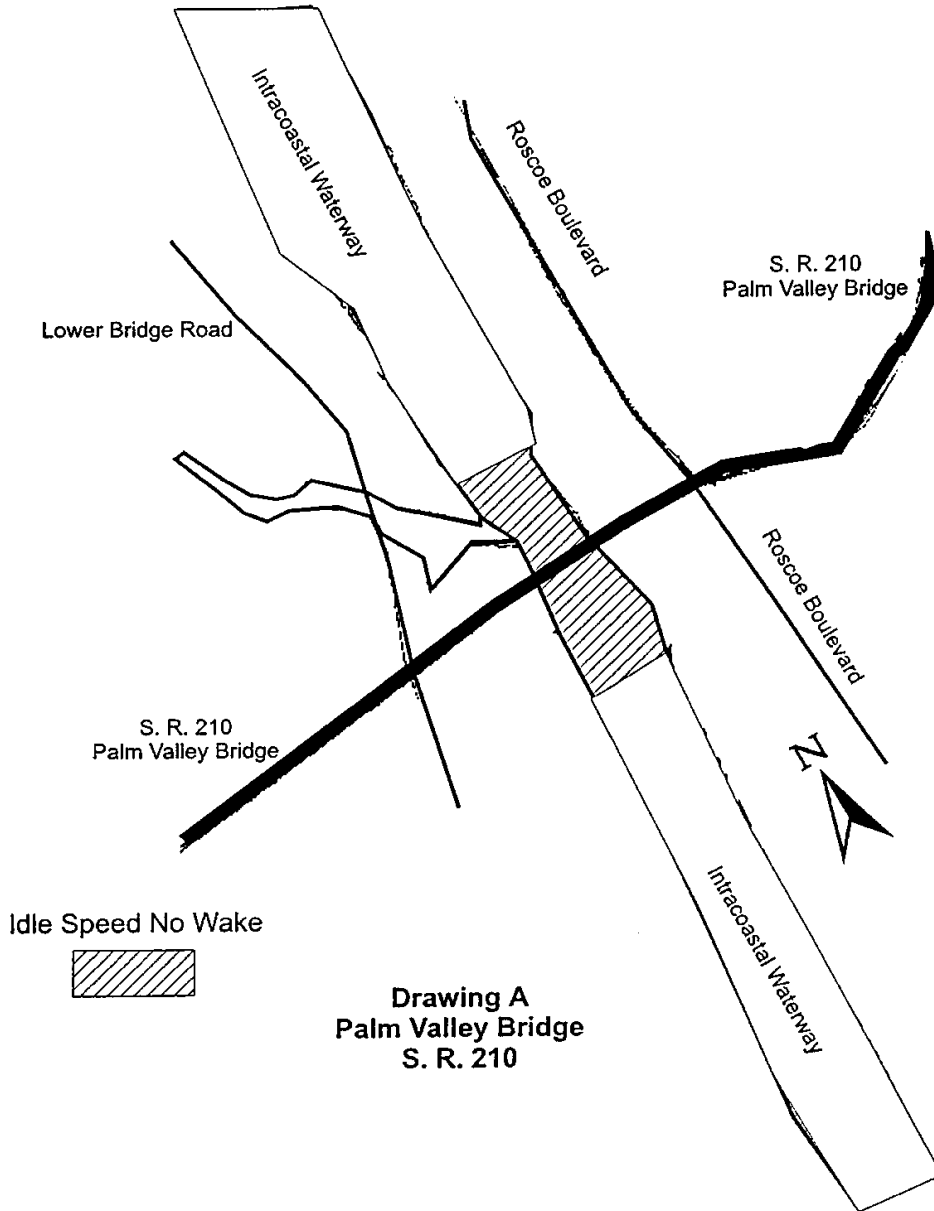 Intracoastal Waterway
Roscoe Boulevard
S. R. 210
Palm Valley Bridge
Lower Bridge Road
Roscoe Boulevard
S. R. 210
Palm Valley Bridge
N
Intracoastal Waterway
Idle Speed No Wake
Drawing A
Palm Valley Bridge
S. R. 210